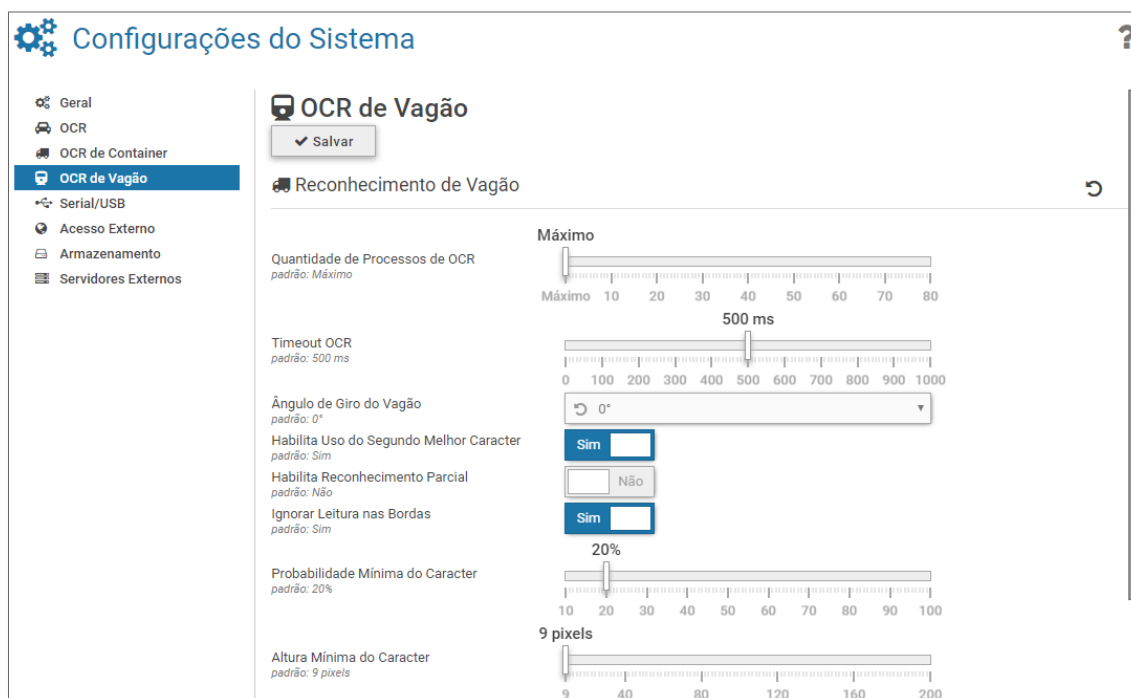 Configurações do Sistema
?
Geral
OCR
OCR de Container
OCR de Vagão
Serial/USB
Acesso Externo
Armazenamento
Servidores Externos
OCR de Vagão
Salvar
Reconhecimento de Vagão
Máximo
Quantidade de Processos de OCR
padrão: Máximo
Máximo 10 20 30 40 50 60 70 80
500 ms
Timeout OCR
padrão: 500 ms
0 100 200 300 400 500 600 700 800 900 1000
Ângulo de Giro do Vagão
padrão: 0°
0°
Habilita Uso do Segundo Melhor Caracter
padrão: Sim
Sim
Habilita Reconhecimento Parcial
padrão: Não
Não
Ignorar Leitura nas Bordas
padrão: Sim
Sim
20%
Probabilidade Mínima do Caracter
padrão: 20%
10 20 30 40 50 60 70 80 90 100
9 pixels
Altura Mínima do Caracter
padrão: 9 pixels
9 40 80 120 160 200